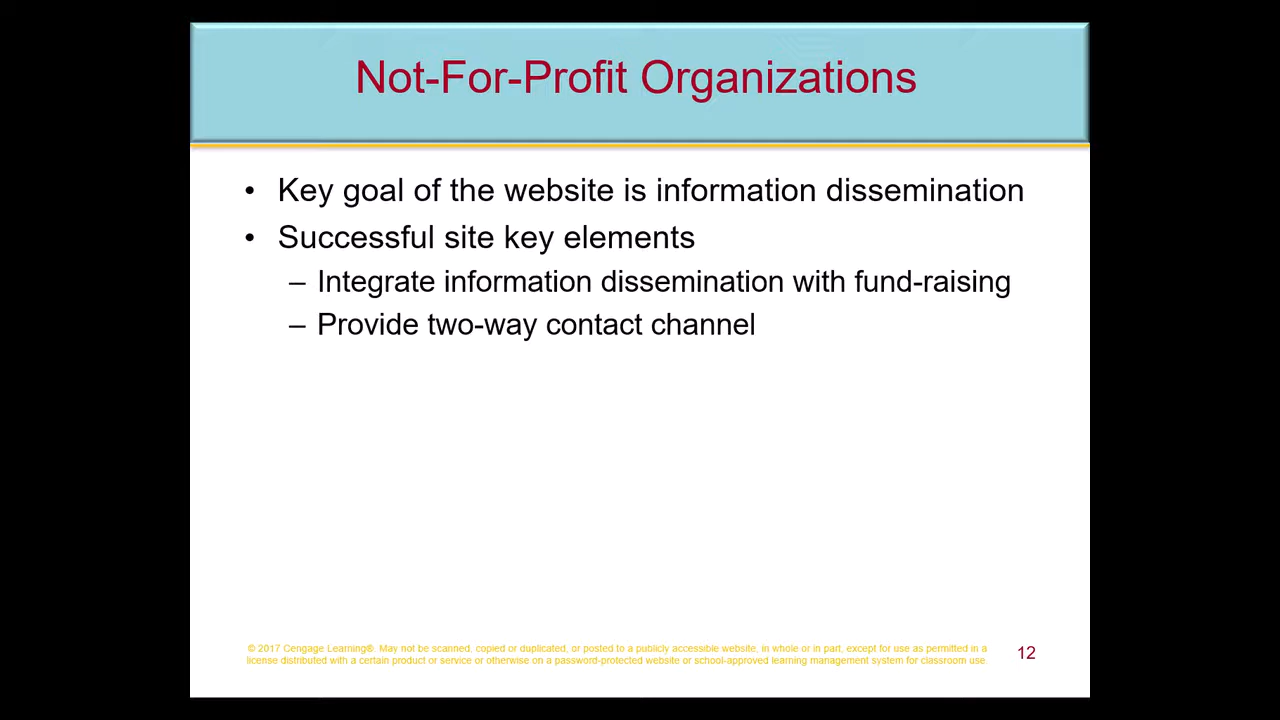 Not-For-Profit Organizations
• Key goal of the website is information dissemination
• Successful site key elements
– Integrate information dissemination with fund-raising
– Provide two-way contact channel
© 2017 Cengage Learning®. May not be scanned, copied or duplicated, or posted to a publicly accessible website, in whole or in part, except for use as permitted in a
license distributed with a certain product or service or otherwise on a password-protected website or school-approved learning management system for classroom use.
12